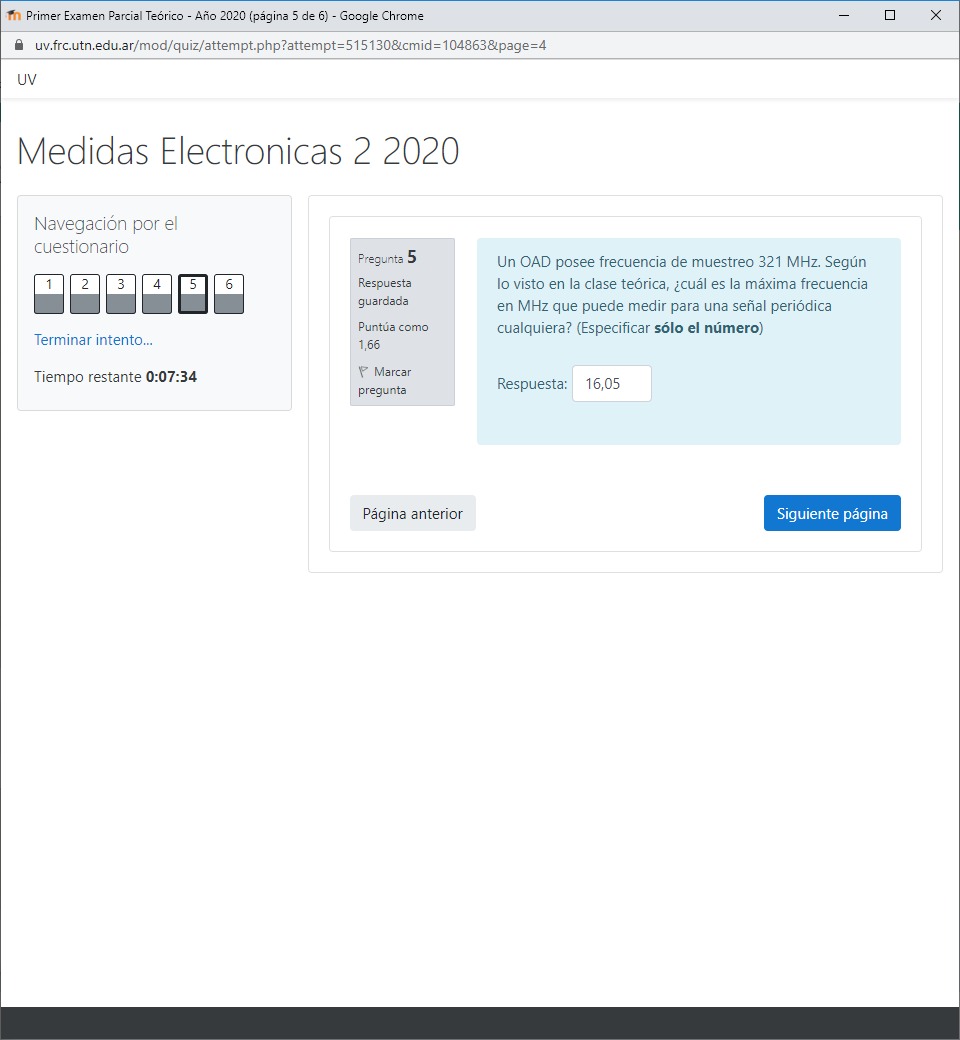 Primer Examen Parcial Teórico - Año 2020 (página 5 de 6) - Google Chrome
uv.frc.utn.edu.ar/mod/quiz/attempt.php?attempt=515130&cmid=104863&page=4
UV
Medidas Electronicas 2 2020
Navegación por el
cuestionario
1 2 3 4 5 6
Terminar intento...
Tiempo restante 0:07:34
Pregunta 5
Respuesta
guardada
Puntúa como
1,66
Marcar
pregunta
Un OAD posee frecuencia de muestreo 321 MHz. Según
lo visto en la clase teórica, ¿cuál es la máxima frecuencia
en MHz que puede medir para una señal periódica
cualquiera? (Especificar sólo el número)
Respuesta: 16,05
Página anterior
Siguiente página